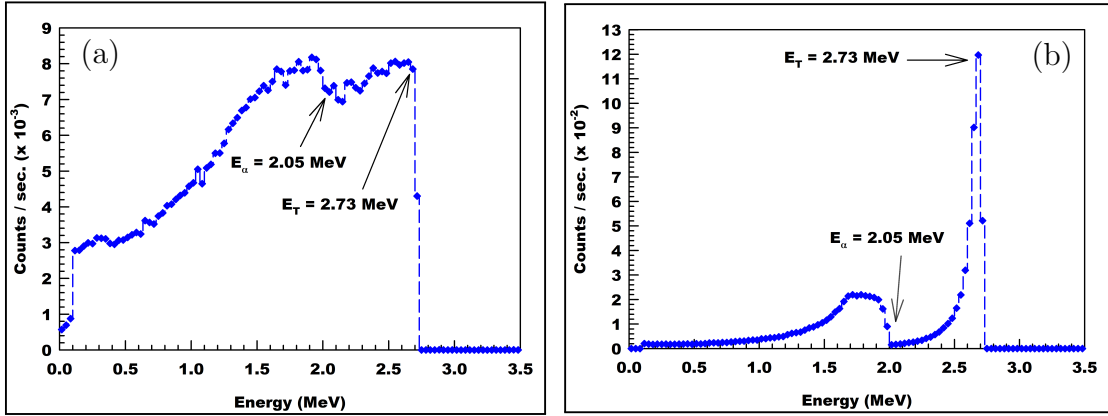 (a)
9
8
7
6
5
4
3
2
1
0
Counts / sec. (x 10⁻³)
E_α = 2.05 MeV
E_T = 2.73 MeV
0.0 0.5 1.0 1.5 2.0 2.5 3.0 3.5
Energy (MeV)
(b)
13
12
11
10
9
8
7
6
5
4
3
2
1
0
Counts / sec. (x 10⁻²)
E_T = 2.73 MeV
E_α = 2.05 MeV
0.0 0.5 1.0 1.5 2.0 2.5 3.0 3.5
Energy (MeV)